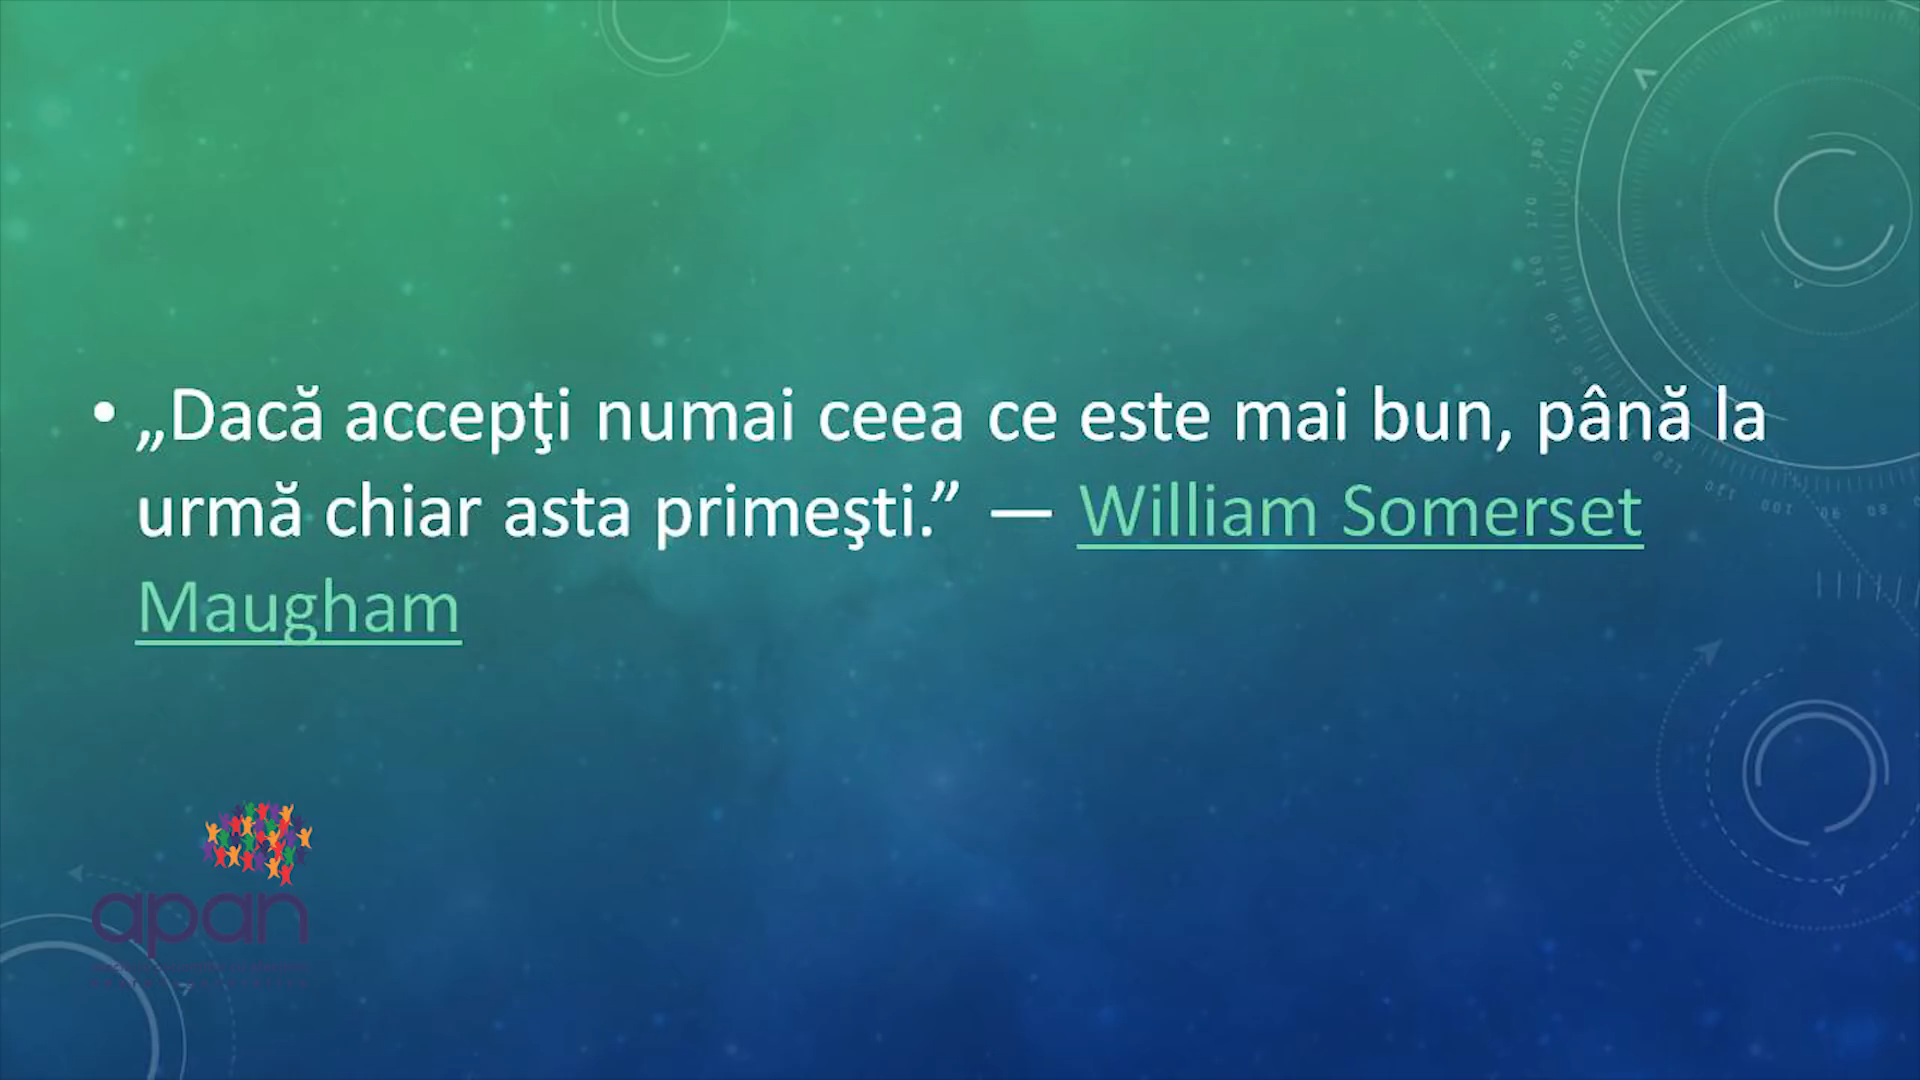 • „Dacă accepţi numai ceea ce este mai bun, până la
urmă chiar asta primeşti.” — William Somerset
Maugham
apan